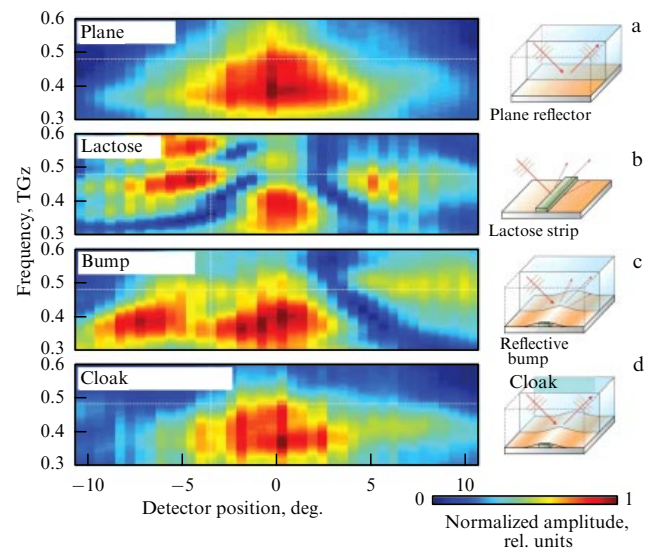 0.6
Plane
a
0.5
0.4
0.3
Plane reflector
0.6
Lactose
b
0.5
0.4
0.3
Lactose strip
Frequency, TGz
0.6
Bump
c
0.5
0.4
0.3
Reflective
bump
0.6
Cloak
d
Cloak
0.5
0.4
0.3
−10
−5
0
5
10
Detector position, deg.
0
1
Normalized amplitude,
rel. units